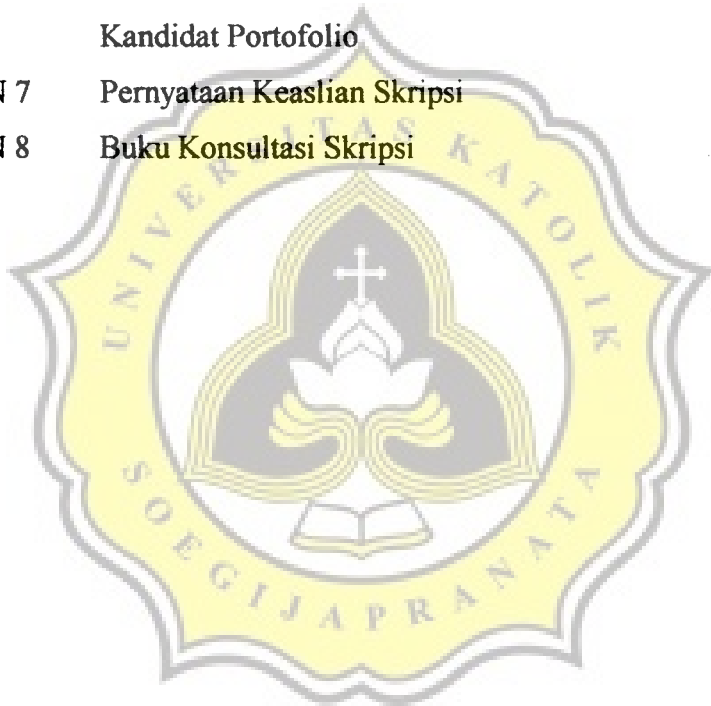 Kandidat Portofolio
N 7 Pernyataan Keaslian Skripsi
N 8 Buku Konsultasi Skripsi
UNIVERSITAS KATOLIK
SOEGIJAPRANATA